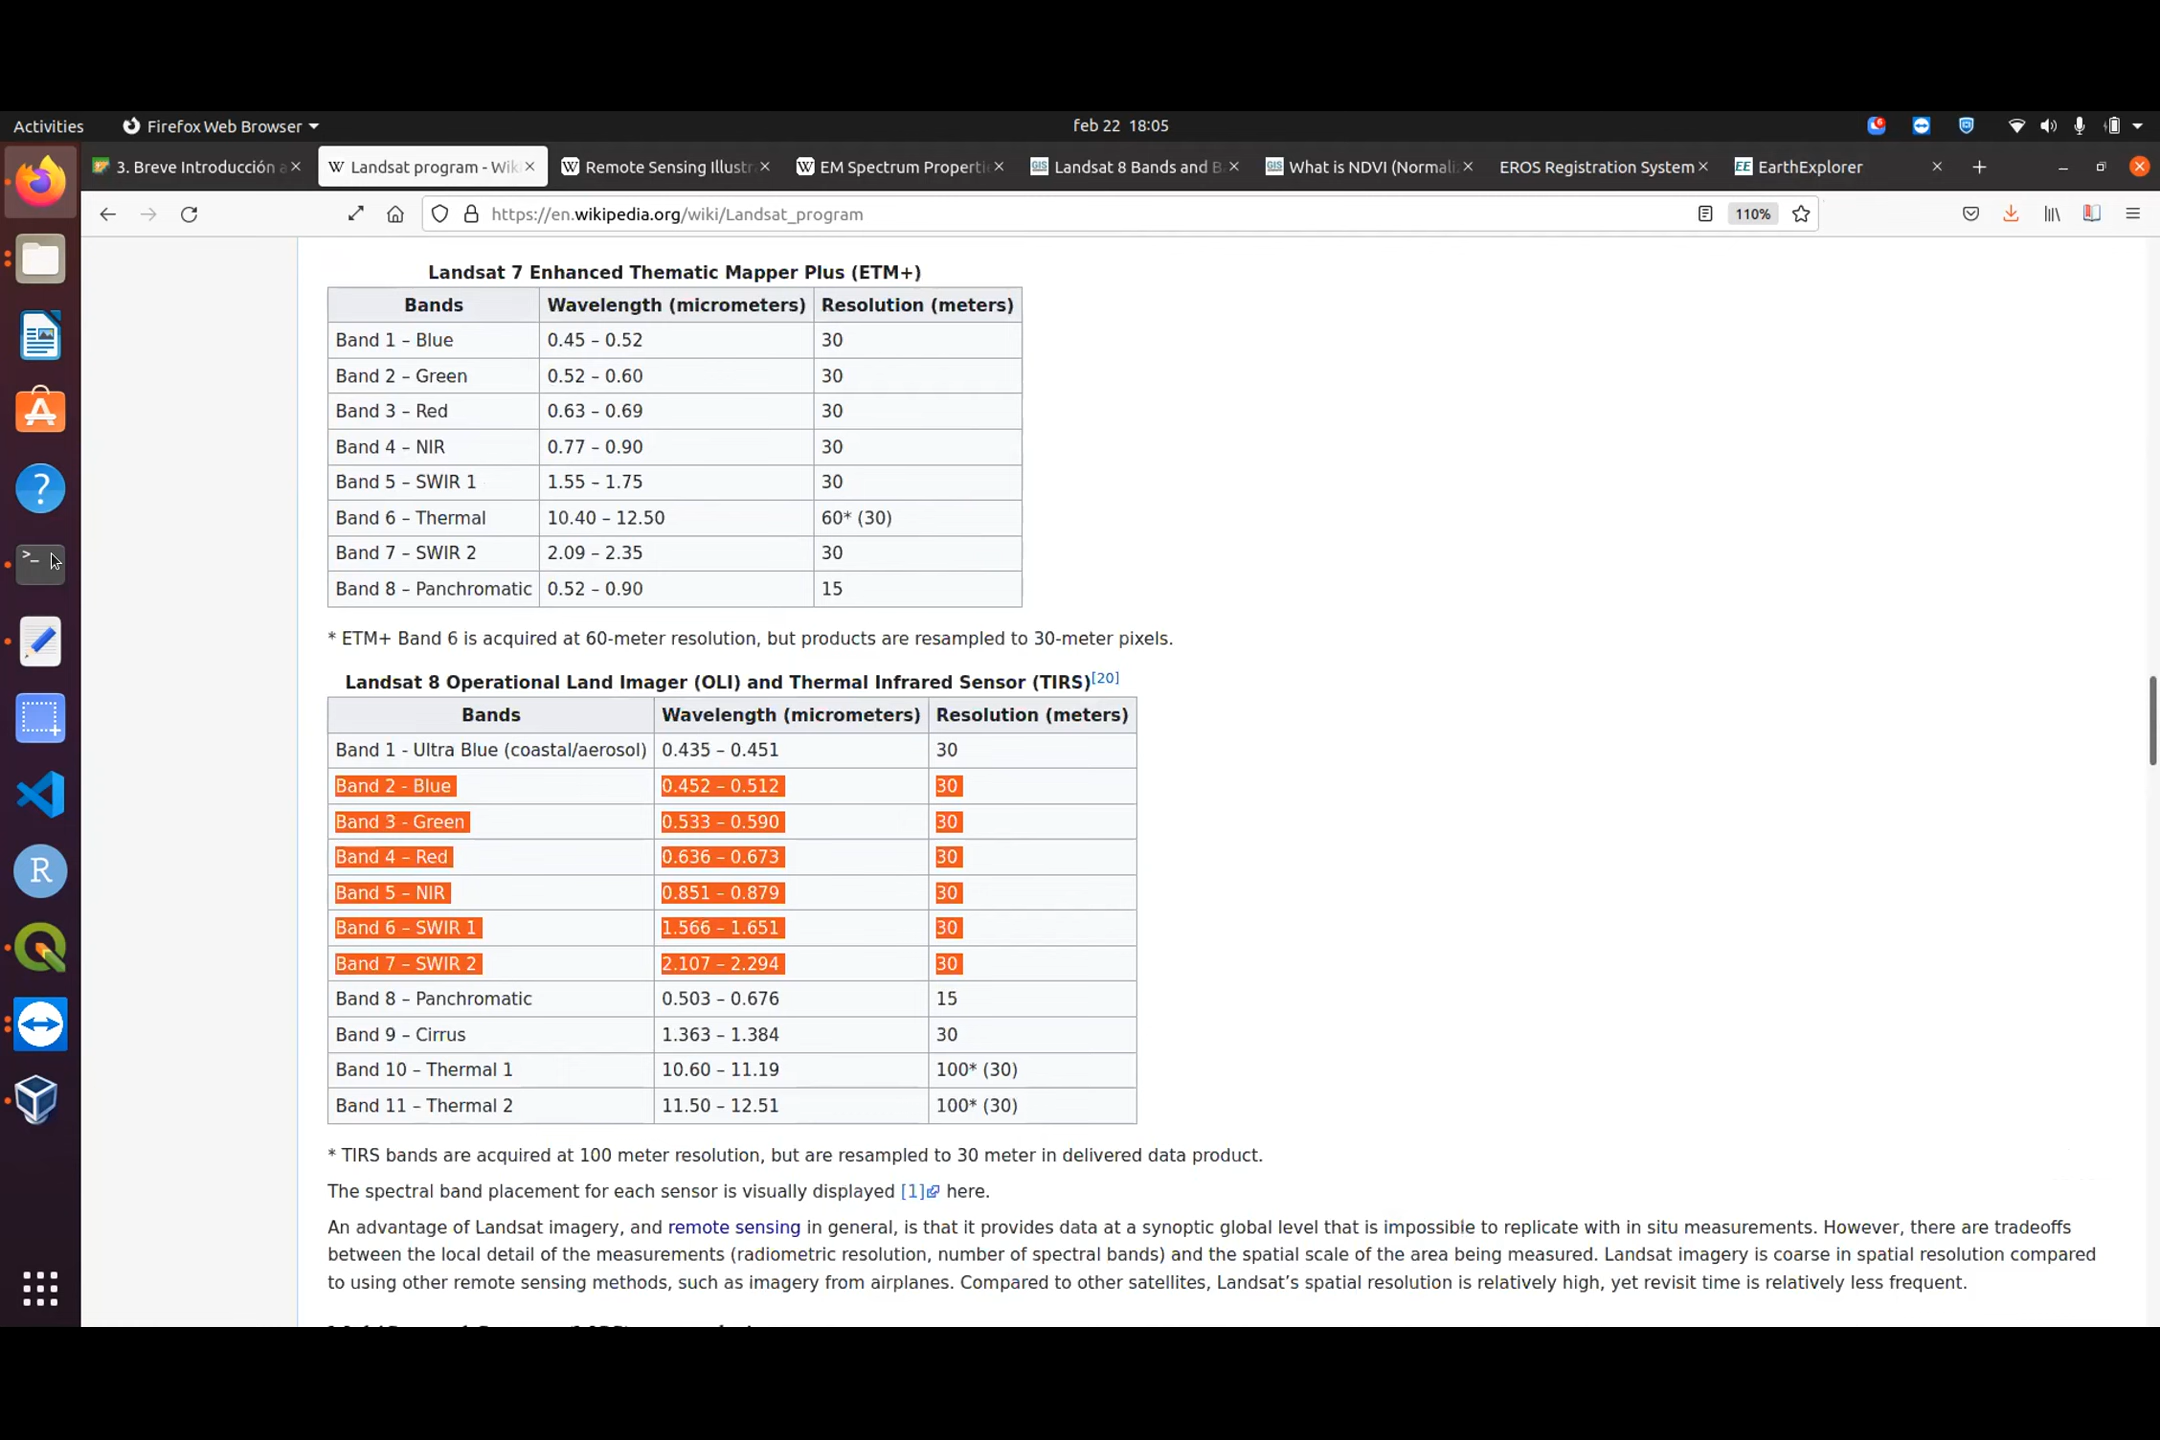 Activities Firefox Web Browser feb 22 18:05
3. Breve Introducción a Landsat program - Wiki Remote Sensing Illustr EM Spectrum Properti Landsat 8 Bands and B What is NDVI (Normali EROS Registration System EE EarthExplorer
https://en.wikipedia.org/wiki/Landsat_program 110%
Landsat 7 Enhanced Thematic Mapper Plus (ETM+)
Bands Wavelength (micrometers) Resolution (meters)
Band 1 – Blue 0.45 – 0.52 30
Band 2 – Green 0.52 – 0.60 30
Band 3 – Red 0.63 – 0.69 30
Band 4 – NIR 0.77 – 0.90 30
Band 5 – SWIR 1 1.55 – 1.75 30
Band 6 – Thermal 10.40 – 12.50 60* (30)
Band 7 – SWIR 2 2.09 – 2.35 30
Band 8 – Panchromatic 0.52 – 0.90 15
* ETM+ Band 6 is acquired at 60-meter resolution, but products are resampled to 30-meter pixels.
Landsat 8 Operational Land Imager (OLI) and Thermal Infrared Sensor (TIRS)[20]
Bands Wavelength (micrometers) Resolution (meters)
Band 1 - Ultra Blue (coastal/aerosol) 0.435 – 0.451 30
Band 2 - Blue 0.452 – 0.512 30
Band 3 - Green 0.533 – 0.590 30
Band 4 – Red 0.636 – 0.673 30
Band 5 – NIR 0.851 – 0.879 30
Band 6 – SWIR 1 1.566 – 1.651 30
Band 7 – SWIR 2 2.107 – 2.294 30
Band 8 – Panchromatic 0.503 – 0.676 15
Band 9 – Cirrus 1.363 – 1.384 30
Band 10 – Thermal 1 10.60 – 11.19 100* (30)
Band 11 – Thermal 2 11.50 – 12.51 100* (30)
* TIRS bands are acquired at 100 meter resolution, but are resampled to 30 meter in delivered data product.
The spectral band placement for each sensor is visually displayed [1] here.
An advantage of Landsat imagery, and remote sensing in general, is that it provides data at a synoptic global level that is impossible to replicate with in situ measurements. However, there are tradeoffs
between the local detail of the measurements (radiometric resolution, number of spectral bands) and the spatial scale of the area being measured. Landsat imagery is coarse in spatial resolution compared
to using other remote sensing methods, such as imagery from airplanes. Compared to other satellites, Landsat's spatial resolution is relatively high, yet revisit time is relatively less frequent.